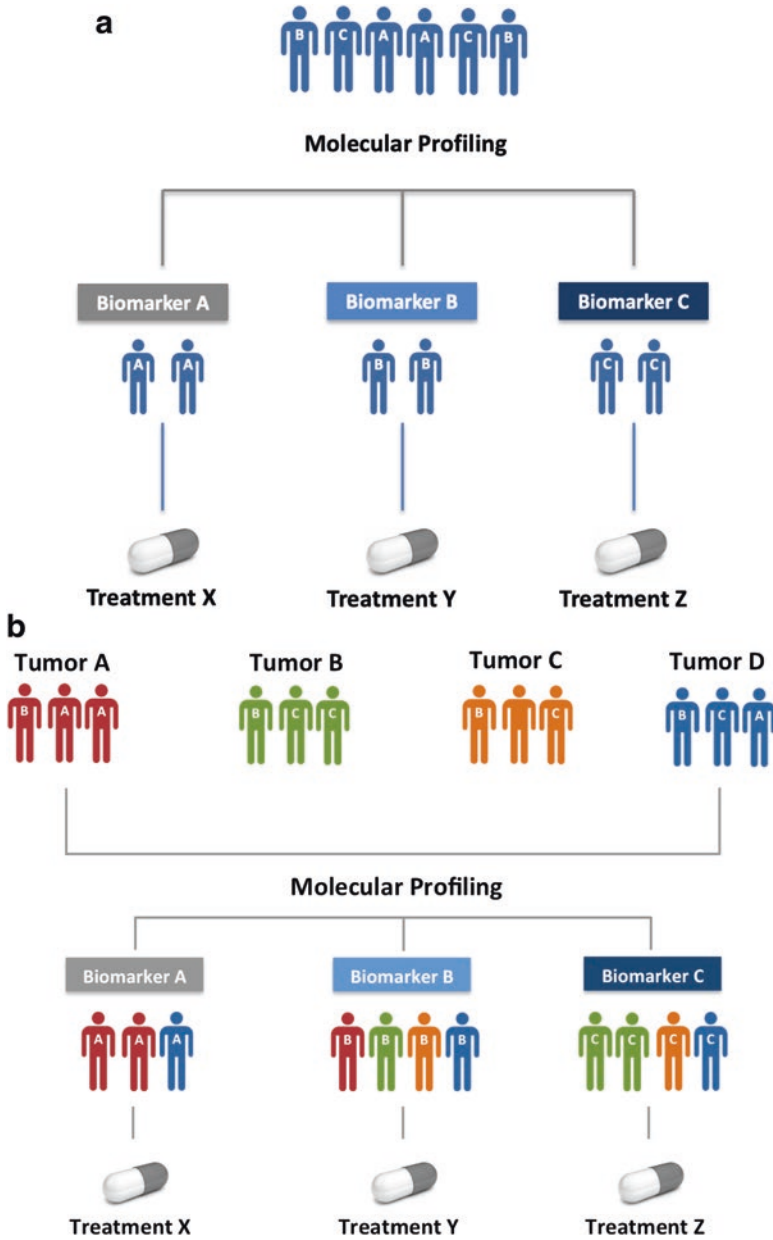 a
B C A A C B
Molecular Profiling
Biomarker A Biomarker B Biomarker C
A A B B C C
Treatment X Treatment Y Treatment Z
b
Tumor A Tumor B Tumor C Tumor D
B A A B C C B C B C A
Molecular Profiling
Biomarker A Biomarker B Biomarker C
A A A B B B B C C C C
Treatment X Treatment Y Treatment Z